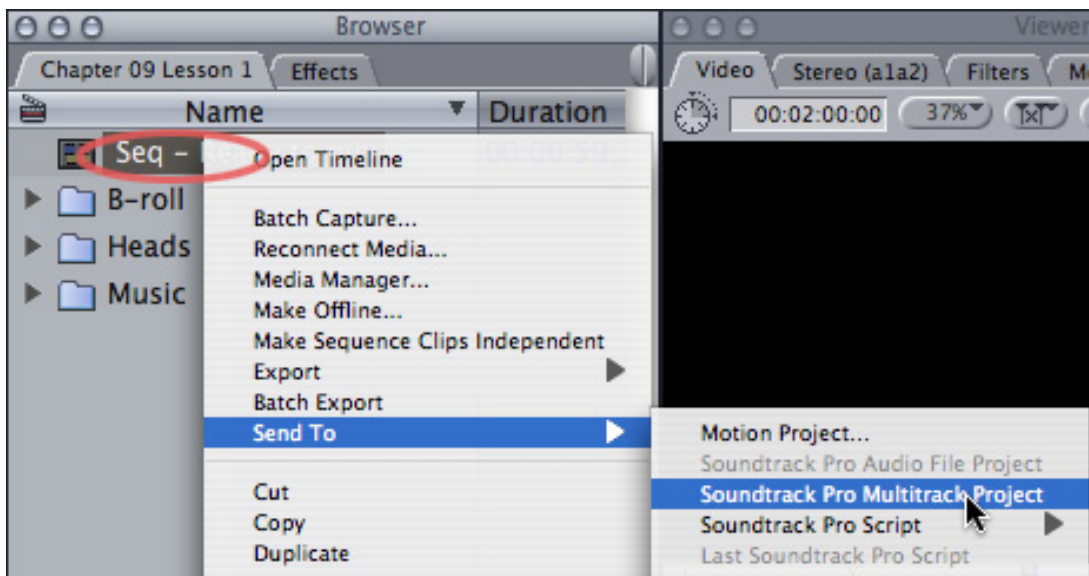 Browser
Viewer
Chapter 09 Lesson 1
Effects
Video
Stereo (a1a2)
Filters
Name
Duration
00:02:00:00
37%
Seq –
Open Timeline
B–roll
Heads
Music
Batch Capture...
Reconnect Media...
Media Manager...
Make Offline...
Make Sequence Clips Independent
Export
Batch Export
Send To
Cut
Copy
Duplicate
Motion Project...
Soundtrack Pro Audio File Project
Soundtrack Pro Multitrack Project
Soundtrack Pro Script
Last Soundtrack Pro Script